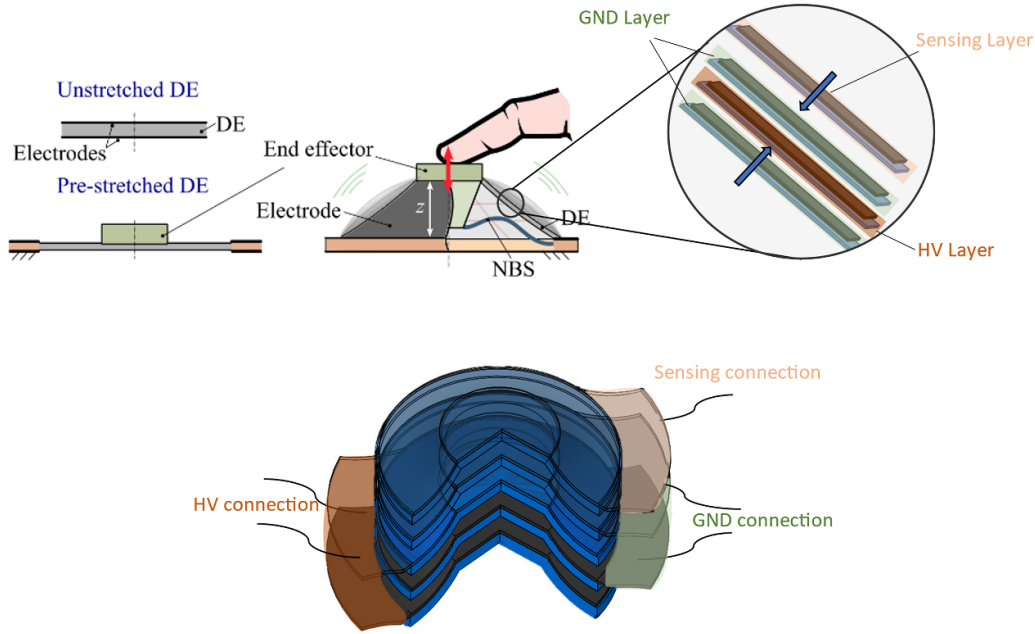 GND Layer
Sensing Layer
Unstretched DE
DE
Electrodes
End effector
Pre-stretched DE
Electrode
z
DE
NBS
HV Layer
Sensing connection
HV connection
GND connection